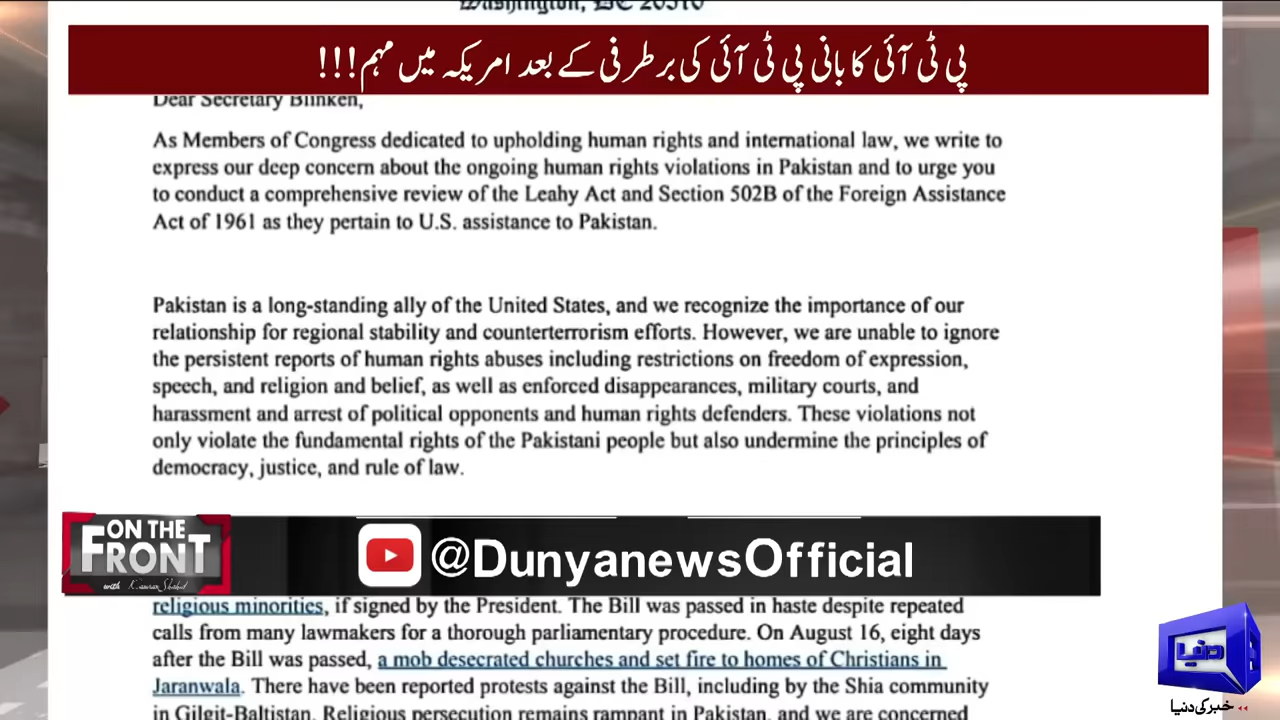 Washington, DC 20510
پی ٹی آئی کا بانی پی ٹی آئی کی برطرفی کے بعد امریکہ میں مہم!!!
Dear Secretary Blinken,
As Members of Congress dedicated to upholding human rights and international law, we write to
express our deep concern about the ongoing human rights violations in Pakistan and to urge you
to conduct a comprehensive review of the Leahy Act and Section 502B of the Foreign Assistance
Act of 1961 as they pertain to U.S. assistance to Pakistan.
Pakistan is a long-standing ally of the United States, and we recognize the importance of our
relationship for regional stability and counterterrorism efforts. However, we are unable to ignore
the persistent reports of human rights abuses including restrictions on freedom of expression,
speech, and religion and belief, as well as enforced disappearances, military courts, and
harassment and arrest of political opponents and human rights defenders. These violations not
only violate the fundamental rights of the Pakistani people but also undermine the principles of
democracy, justice, and rule of law.
ON THE
FRONT
with Kamran Shahid
@DunyanewsOfficial
religious minorities, if signed by the President. The Bill was passed in haste despite repeated
calls from many lawmakers for a thorough parliamentary procedure. On August 16, eight days
after the Bill was passed, a mob desecrated churches and set fire to homes of Christians in
Jaranwala. There have been reported protests against the Bill, including by the Shia community
in Gilgit-Baltistan. Religious persecution remains rampant in Pakistan, and we are concerned
دنیا
خبر کی دنیا